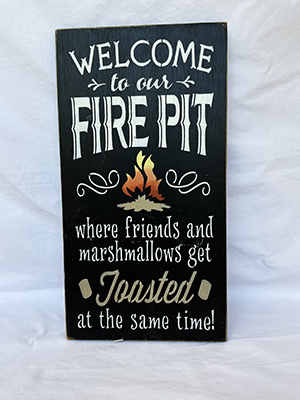 WELCOME
to our
FIRE PIT
where friends and
marshmallows get
Toasted
at the same time!